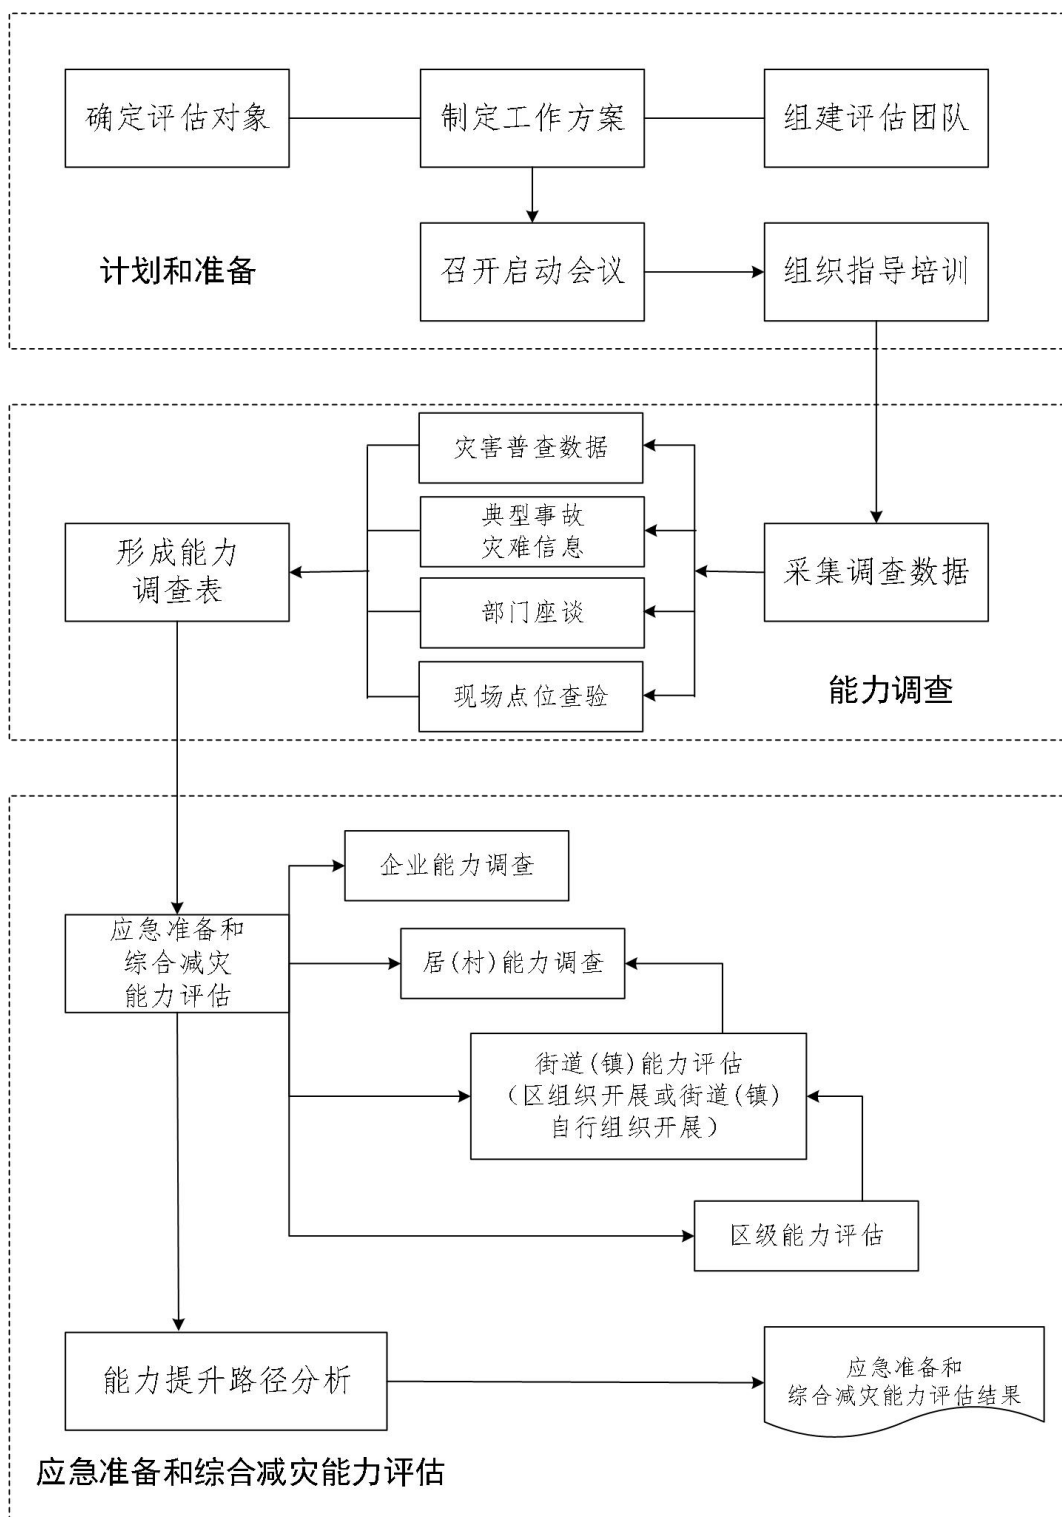 确定评估对象
制定工作方案
组建评估团队
计划和准备
召开启动会议
组织指导培训
灾害普查数据
典型事故
灾难信息
形成能力
调查表
采集调查数据
部门座谈
现场点位查验
能力调查
企业能力调查
应急准备和
综合减灾
能力评估
居(村)能力调查
街道(镇)能力评估
（区组织开展或街道(镇)
自行组织开展）
区级能力评估
能力提升路径分析
应急准备和
综合减灾能力评估结果
应急准备和综合减灾能力评估